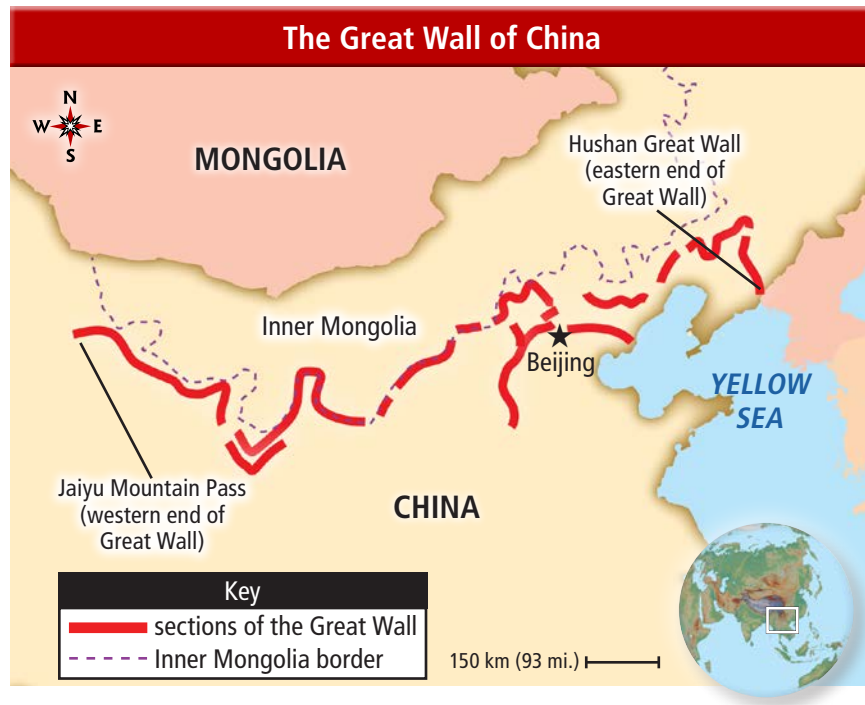 The Great Wall of China
N
W E
S
MONGOLIA
Hushan Great Wall
(eastern end of
Great Wall)
Inner Mongolia
Beijing
YELLOW
SEA
Jaiyu Mountain Pass
(western end of
Great Wall)
CHINA
Key
sections of the Great Wall
Inner Mongolia border
150 km (93 mi.)